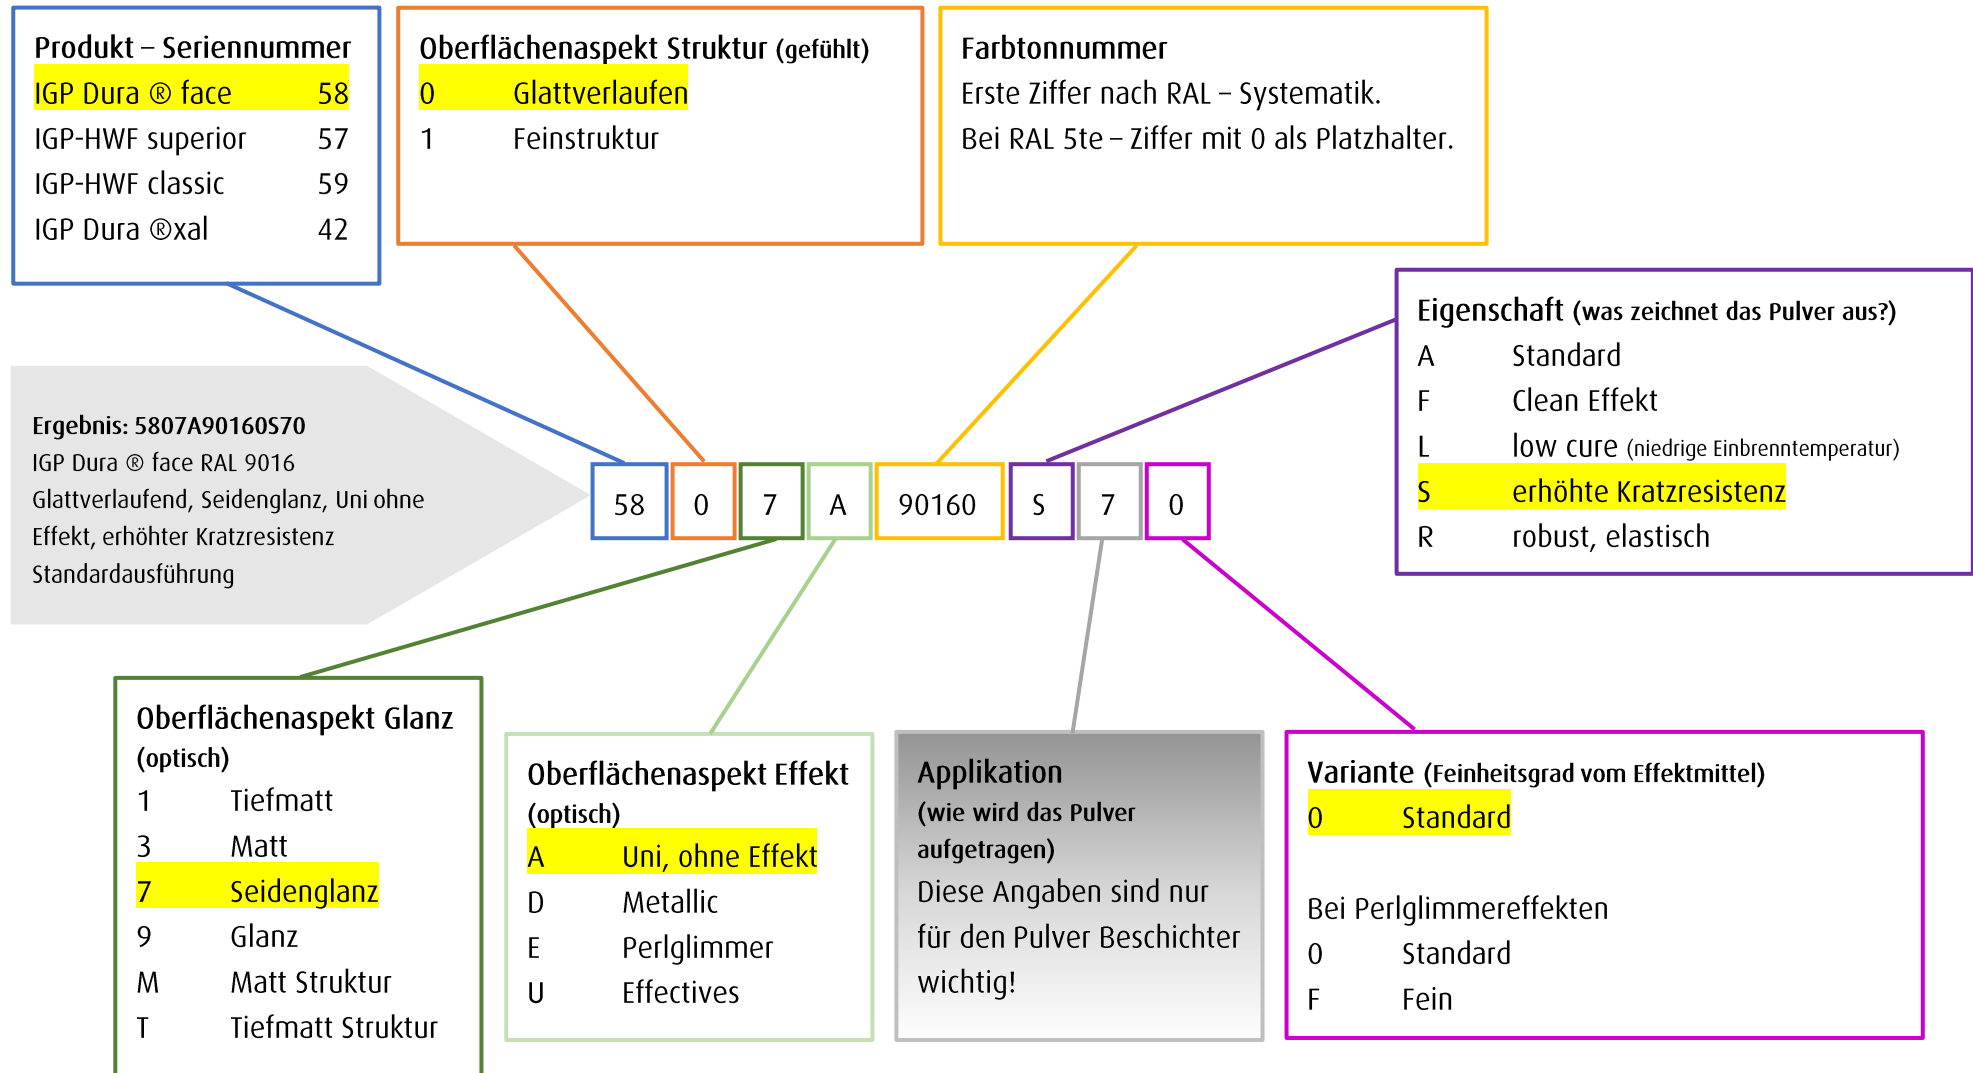 Produkt – Seriennummer
IGP Dura ® face 58
IGP-HWF superior 57
IGP-HWF classic 59
IGP Dura ®xal 42
Oberflächenaspekt Struktur (gefühlt)
0 Glattverlaufen
1 Feinstruktur
Farbtonnummer
Erste Ziffer nach RAL – Systematik.
Bei RAL 5te – Ziffer mit 0 als Platzhalter.
Eigenschaft (was zeichnet das Pulver aus?)
A Standard
F Clean Effekt
L low cure (niedrige Einbrenntemperatur)
S erhöhte Kratzresistenz
R robust, elastisch
Ergebnis: 5807A90160S70
IGP Dura ® face RAL 9016
Glattverlaufend, Seidenglanz, Uni ohne
Effekt, erhöhter Kratzresistenz
Standardausführung
58 0 7 A 90160 S 7 0
Oberflächenaspekt Glanz
(optisch)
1 Tiefmatt
3 Matt
7 Seidenglanz
9 Glanz
M Matt Struktur
T Tiefmatt Struktur
Oberflächenaspekt Effekt
(optisch)
A Uni, ohne Effekt
D Metallic
E Perlglimmer
U Effectives
Applikation
(wie wird das Pulver
aufgetragen)
Diese Angaben sind nur
für den Pulver Beschichter
wichtig!
Variante (Feinheitsgrad vom Effektmittel)
0 Standard
Bei Perlglimmereffekten
0 Standard
F Fein